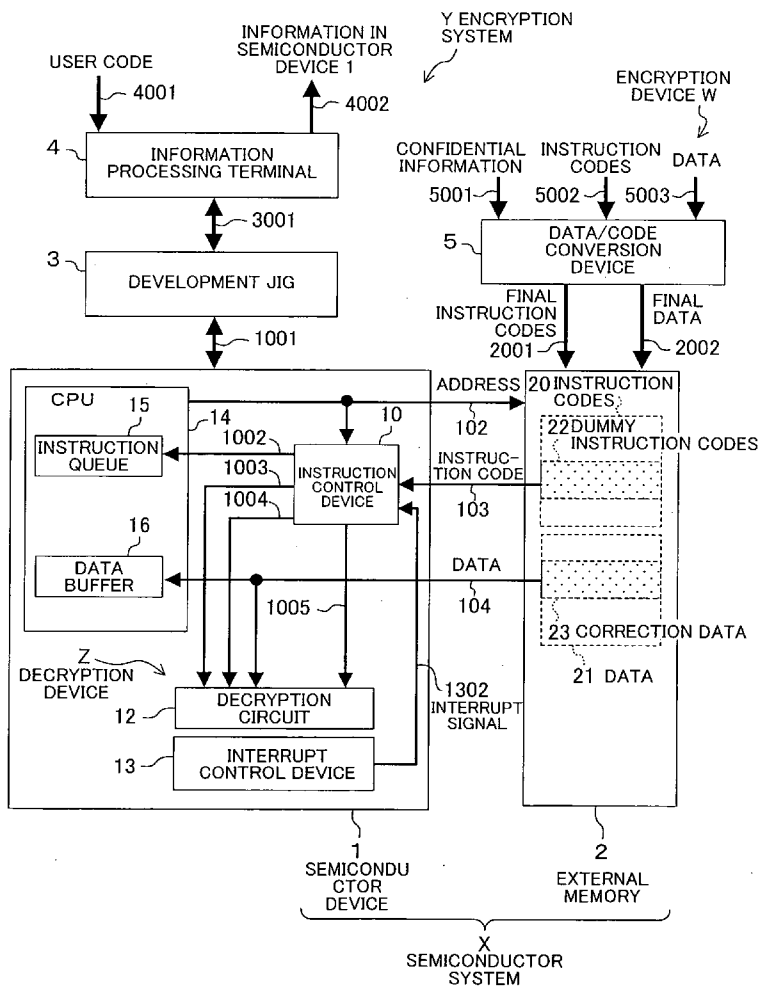 Y ENCRYPTION
SYSTEM
INFORMATION IN
SEMICONDUCTOR
DEVICE 1
USER CODE
4001
4002
ENCRYPTION
DEVICE W
4
INFORMATION
PROCESSING TERMINAL
CONFIDENTIAL
INFORMATION
INSTRUCTION
CODES
DATA
5001
5002
5003
3001
5
DATA/CODE
CONVERSION
DEVICE
3
DEVELOPMENT JIG
FINAL
INSTRUCTION
CODES
2001
FINAL
DATA
2002
1001
CPU
14
15
INSTRUCTION
QUEUE
1002
1003
1004
10
INSTRUCTION
CONTROL
DEVICE
ADDRESS
102
20 INSTRUCTION
CODES
22 DUMMY
INSTRUCTION CODES
INSTRUC-
TION CODE
103
16
DATA
BUFFER
DATA
104
1005
23 CORRECTION DATA
21 DATA
Z
DECRYPTION
DEVICE
1302
INTERRUPT
SIGNAL
12
DECRYPTION
CIRCUIT
13
INTERRUPT
CONTROL DEVICE
1
SEMICONDU
CTOR
DEVICE
2
EXTERNAL
MEMORY
X
SEMICONDUCTOR
SYSTEM